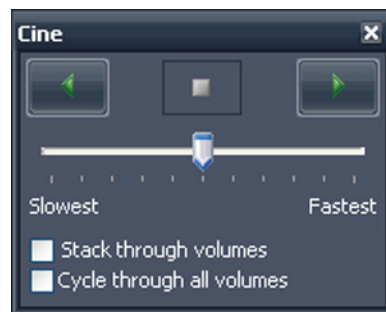 Cine
Slowest Fastest
Stack through volumes
Cycle through all volumes